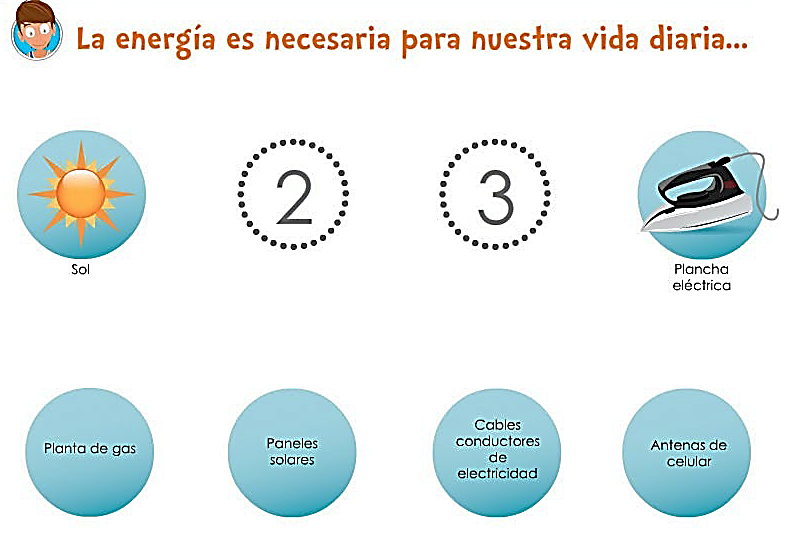 La energía es necesaria para nuestra vida diaria...
2
3
Sol
Plancha
eléctrica
Planta de gas
Paneles
solares
Cables
conductores
de
electricidad
Antenas de
celular